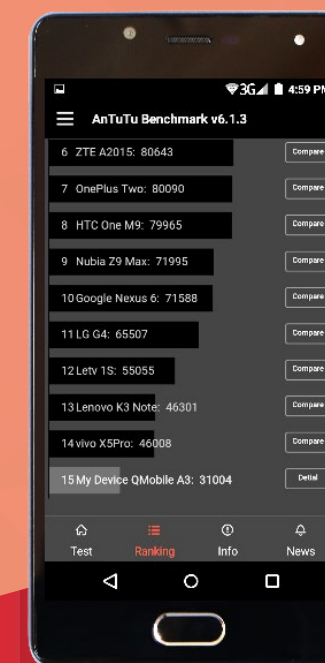 3G 4:59 PM
AnTuTu Benchmark v6.1.3
6 ZTE A2015: 80643 Compare
7 OnePlus Two: 80090 Compare
8 HTC One M9: 79965 Compare
9 Nubia Z9 Max: 71995 Compare
10 Google Nexus 6: 71588 Compare
11 LG G4: 65507 Compare
12 Letv 1S: 55055 Compare
13 Lenovo K3 Note: 46301 Compare
14 vivo X5Pro: 46008 Compare
15 My Device QMobile A3: 31004 Detial
Test Ranking Info News